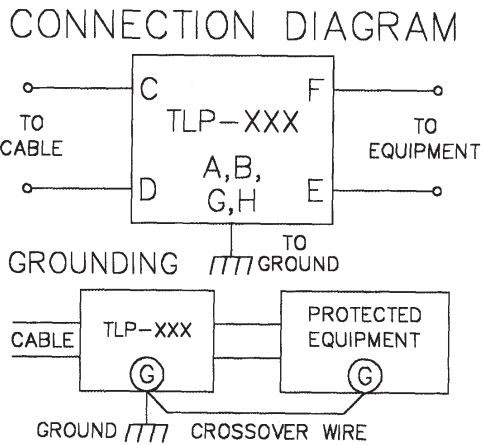 CONNECTION DIAGRAM
C F
TO CABLE
TLP-XXX
TO EQUIPMENT
A,B,
G,H
D E
TO GROUND
GROUNDING
CABLE
TLP-XXX
G
PROTECTED
EQUIPMENT
G
GROUND
CROSSOVER WIRE